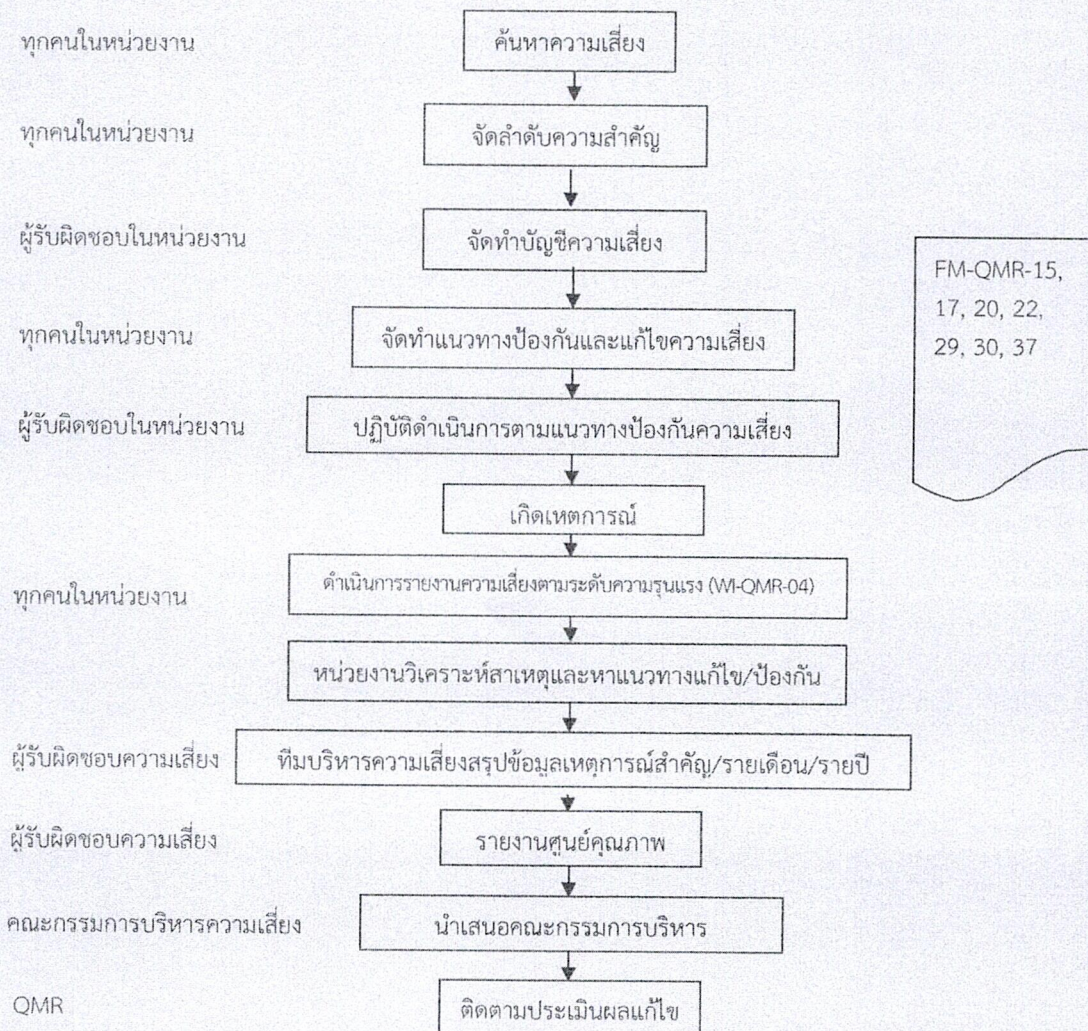 ทุกคนในหน่วยงาน
ค้นหาความเสี่ยง
ทุกคนในหน่วยงาน
จัดลำดับความสำคัญ
ผู้รับผิดชอบในหน่วยงาน
จัดทำบัญชีความเสี่ยง
FM-QMR-15,
17, 20, 22,
29, 30, 37
ทุกคนในหน่วยงาน
จัดทำแนวทางป้องกันและแก้ไขความเสี่ยง
ผู้รับผิดชอบในหน่วยงาน
ปฏิบัติดำเนินการตามแนวทางป้องกันความเสี่ยง
เกิดเหตุการณ์
ทุกคนในหน่วยงาน
ดำเนินการรายงานความเสี่ยงตามระดับความรุนแรง (WI-QMR-04)
หน่วยงานวิเคราะห์สาเหตุและหาแนวทางแก้ไข/ป้องกัน
ผู้รับผิดชอบความเสี่ยง
ทีมบริหารความเสี่ยงสรุปข้อมูลเหตุการณ์สำคัญ/รายเดือน/รายปี
ผู้รับผิดชอบความเสี่ยง
รายงานศูนย์คุณภาพ
คณะกรรมการบริหารความเสี่ยง
นำเสนอคณะกรรมการบริหาร
QMR
ติดตามประเมินผลแก้ไข